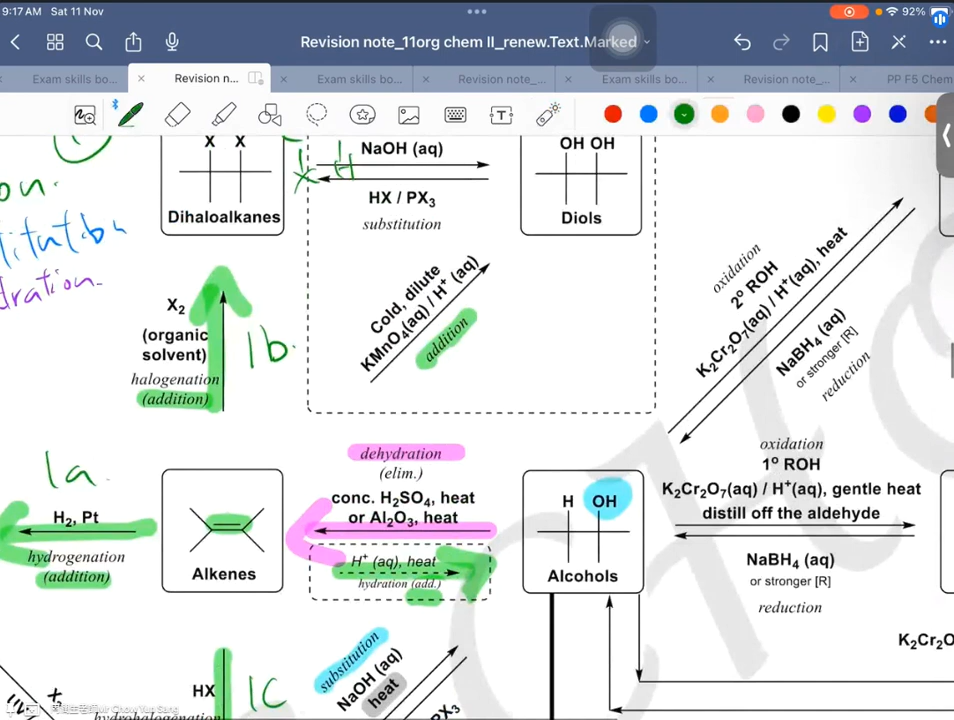 9:17 AM Sat 11 Nov
92%
Revision note_11org chem II_renew.Text.Marked
Exam skills bo...
Revision n...
Exam skills bo...
Revision note_...
Exam skills bo...
Revision note_...
PP F5 Chem
T
on.
X X
Dihaloalkanes
X H
NaOH (aq)
HX / PX3
substitution
OH OH
Diols
Cold, dilute
KMnO4(aq) / H+ (aq)
addition
X2
(organic
solvent)
halogenation
(addition)
1b.
oxidation
2o ROH
K2Cr2O7(aq) / H+(aq), heat
NaBH4 (aq)
or stronger [R]
reduction
1a.
H2, Pt
hydrogenation
(addition)
Alkenes
dehydration
(elim.)
conc. H2SO4, heat
or Al2O3, heat
H+ (aq), heat
hydration (add.)
H OH
Alcohols
oxidation
1o ROH
K2Cr2O7(aq) / H+(aq), gentle heat
distill off the aldehyde
NaBH4 (aq)
or stronger [R]
reduction
K2Cr2O
HX
1c
hydrohalogenation
substitution
NaOH (aq)
heat
PX3